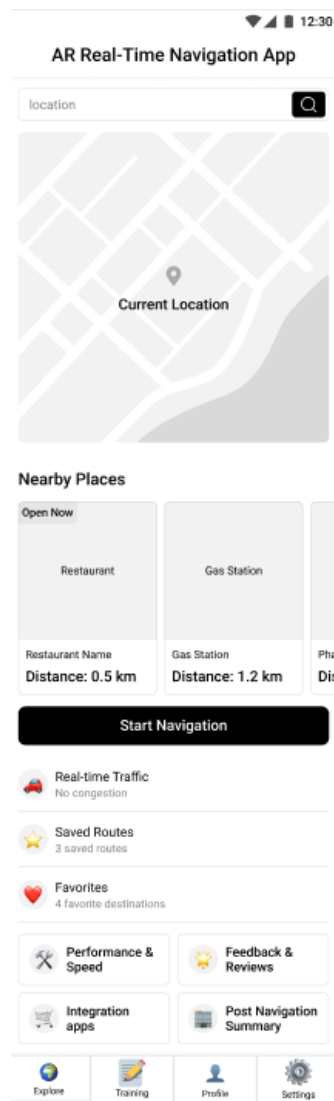 12:30
AR Real-Time Navigation App
location
Current Location
Nearby Places
Open Now
Restaurant
Gas Station
Restaurant Name
Distance: 0.5 km
Gas Station
Distance: 1.2 km
Pha
Di
Start Navigation
Real-time Traffic
No congestion
Saved Routes
3 saved routes
Favorites
4 favorite destinations
Performance &
Speed
Feedback &
Reviews
Integration
apps
Post Navigation
Summary
Explore
Training
Profile
Settings